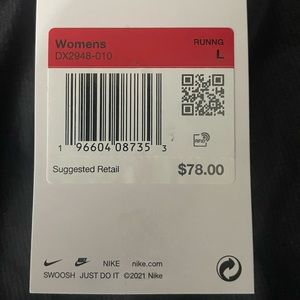 Womens RUNNG
DX2948-010 L
1 96604 08735 3
Suggested Retail $78.00
NIKE nike.com
SWOOSH JUST DO IT ©2021 Nike